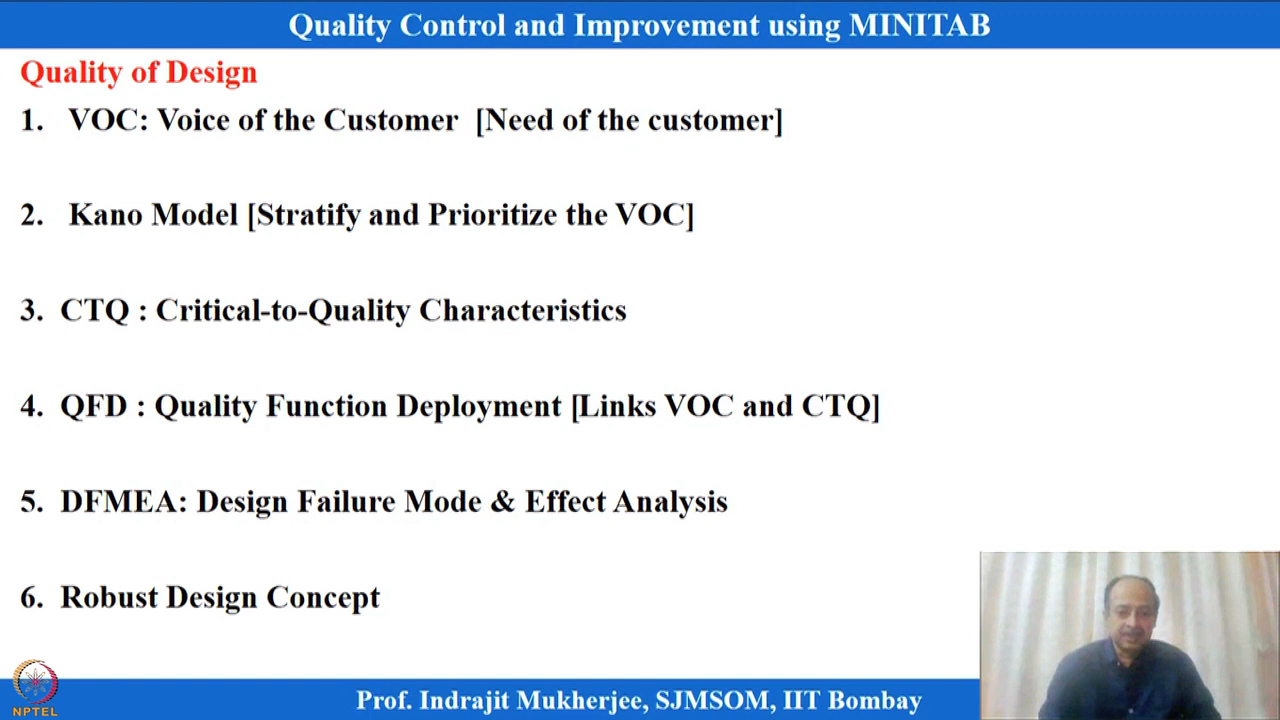 Quality Control and Improvement using MINITAB
Quality of Design
1. VOC: Voice of the Customer [Need of the customer]
2. Kano Model [Stratify and Prioritize the VOC]
3. CTQ : Critical-to-Quality Characteristics
4. QFD : Quality Function Deployment [Links VOC and CTQ]
5. DFMEA: Design Failure Mode & Effect Analysis
6. Robust Design Concept
NPTEL
Prof. Indrajit Mukherjee, SJMSOM, IIT Bombay